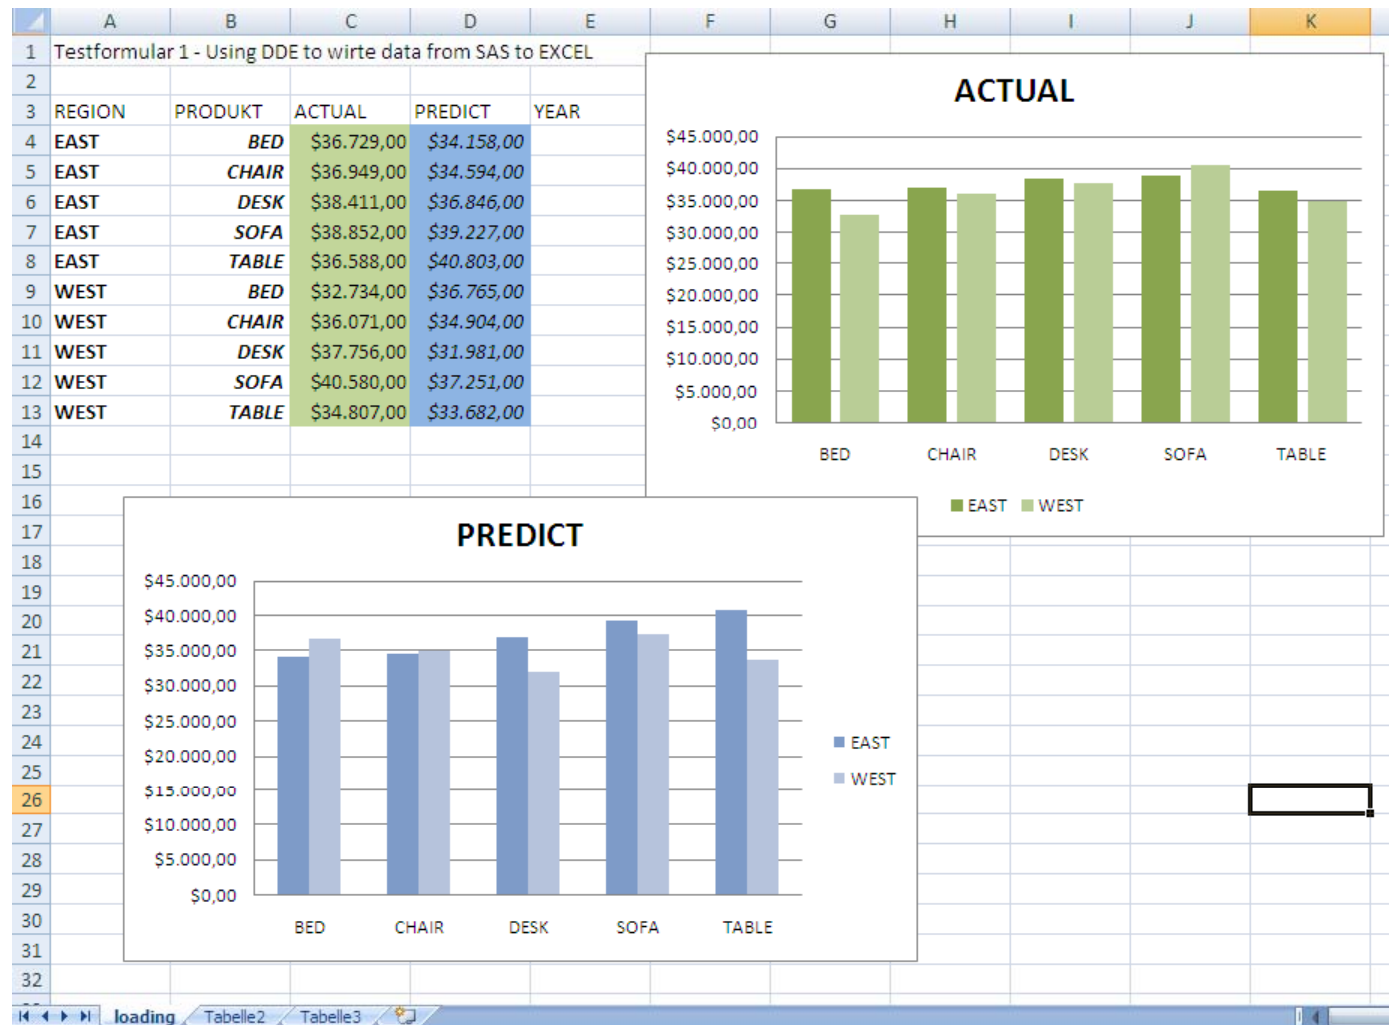 A B C D E F G H I J K
1 Testformular 1 - Using DDE to wirte data from SAS to EXCEL
2
3 REGION PRODUKT ACTUAL PREDICT YEAR
4 EAST BED $36.729,00 $34.158,00
5 EAST CHAIR $36.949,00 $34.594,00
6 EAST DESK $38.411,00 $36.846,00
7 EAST SOFA $38.852,00 $39.227,00
8 EAST TABLE $36.588,00 $40.803,00
9 WEST BED $32.734,00 $36.765,00
10 WEST CHAIR $36.071,00 $34.904,00
11 WEST DESK $37.756,00 $31.981,00
12 WEST SOFA $40.580,00 $37.251,00
13 WEST TABLE $34.807,00 $33.682,00
14
15
16
17
18
19
20
21
22
23
24
25
26
27
28
29
30
31
32
ACTUAL
$45.000,00
$40.000,00
$35.000,00
$30.000,00
$25.000,00
$20.000,00
$15.000,00
$10.000,00
$5.000,00
$0,00
BED CHAIR DESK SOFA TABLE
EAST WEST
PREDICT
$45.000,00
$40.000,00
$35.000,00
$30.000,00
$25.000,00
$20.000,00
$15.000,00
$10.000,00
$5.000,00
$0,00
BED CHAIR DESK SOFA TABLE
EAST
WEST
loading Tabelle2 Tabelle3